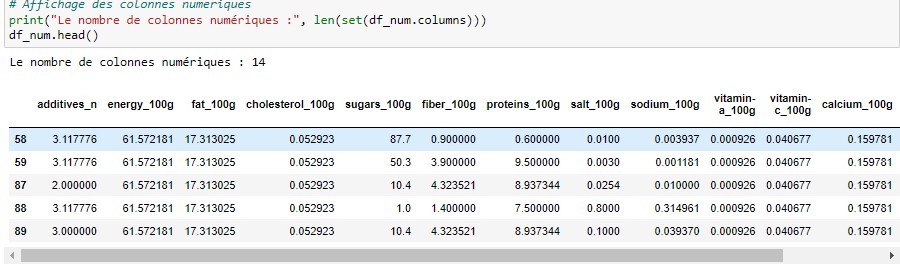 # Affichage des colonnes numeriques
print("Le nombre de colonnes numériques :", len(set(df_num.columns)))
df_num.head()
Le nombre de colonnes numériques : 14
additives_n energy_100g fat_100g cholesterol_100g sugars_100g fiber_100g proteins_100g salt_100g sodium_100g vitamin-a_100g vitamin-c_100g calcium_100g
58 3.117776 61.572181 17.313025 0.052923 87.7 0.900000 0.600000 0.0100 0.003937 0.000926 0.040677 0.159781
59 3.117776 61.572181 17.313025 0.052923 50.3 3.900000 9.500000 0.0030 0.001181 0.000926 0.040677 0.159781
87 2.000000 61.572181 17.313025 0.052923 10.4 4.323521 8.937344 0.0254 0.010000 0.000926 0.040677 0.159781
88 3.117776 61.572181 17.313025 0.052923 1.0 1.400000 7.500000 0.8000 0.314961 0.000926 0.040677 0.159781
89 3.000000 61.572181 17.313025 0.052923 10.4 4.323521 8.937344 0.1000 0.039370 0.000926 0.040677 0.159781